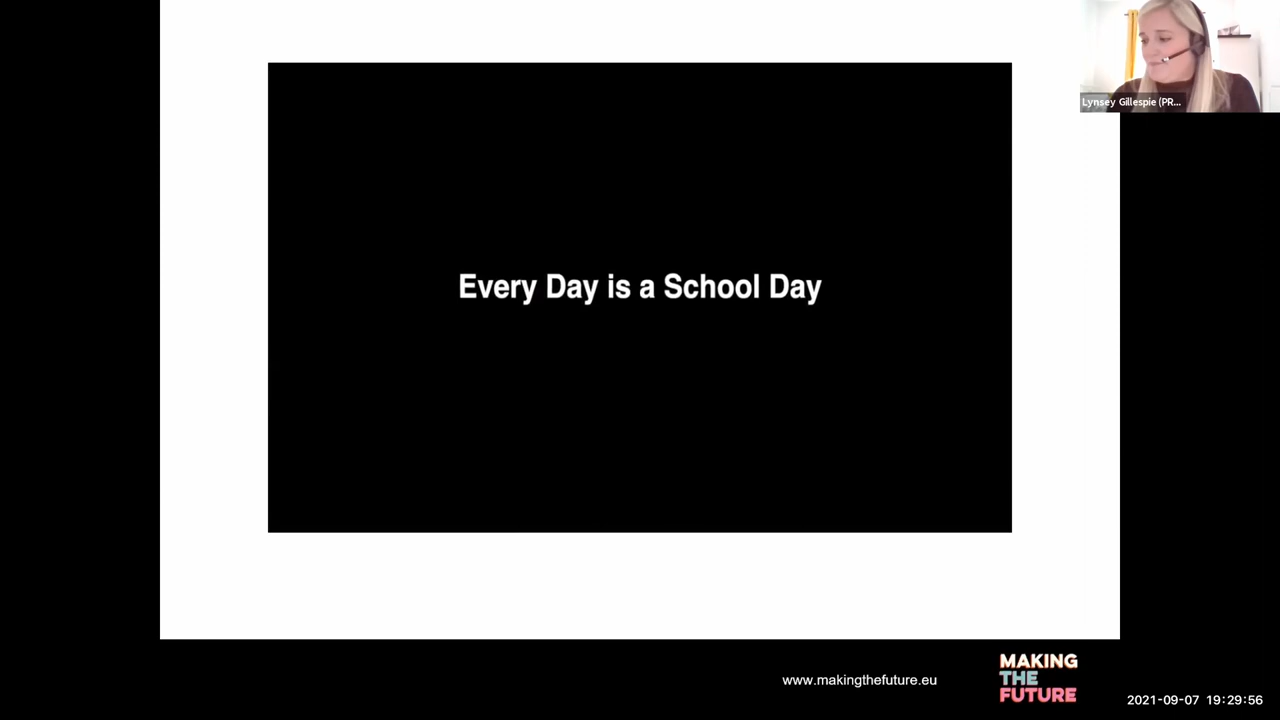 Lynsey Gillespie (PR...
Every Day is a School Day
www.makingthefuture.eu
MAKING
THE
FUTURE
2021-09-07 19:29:56